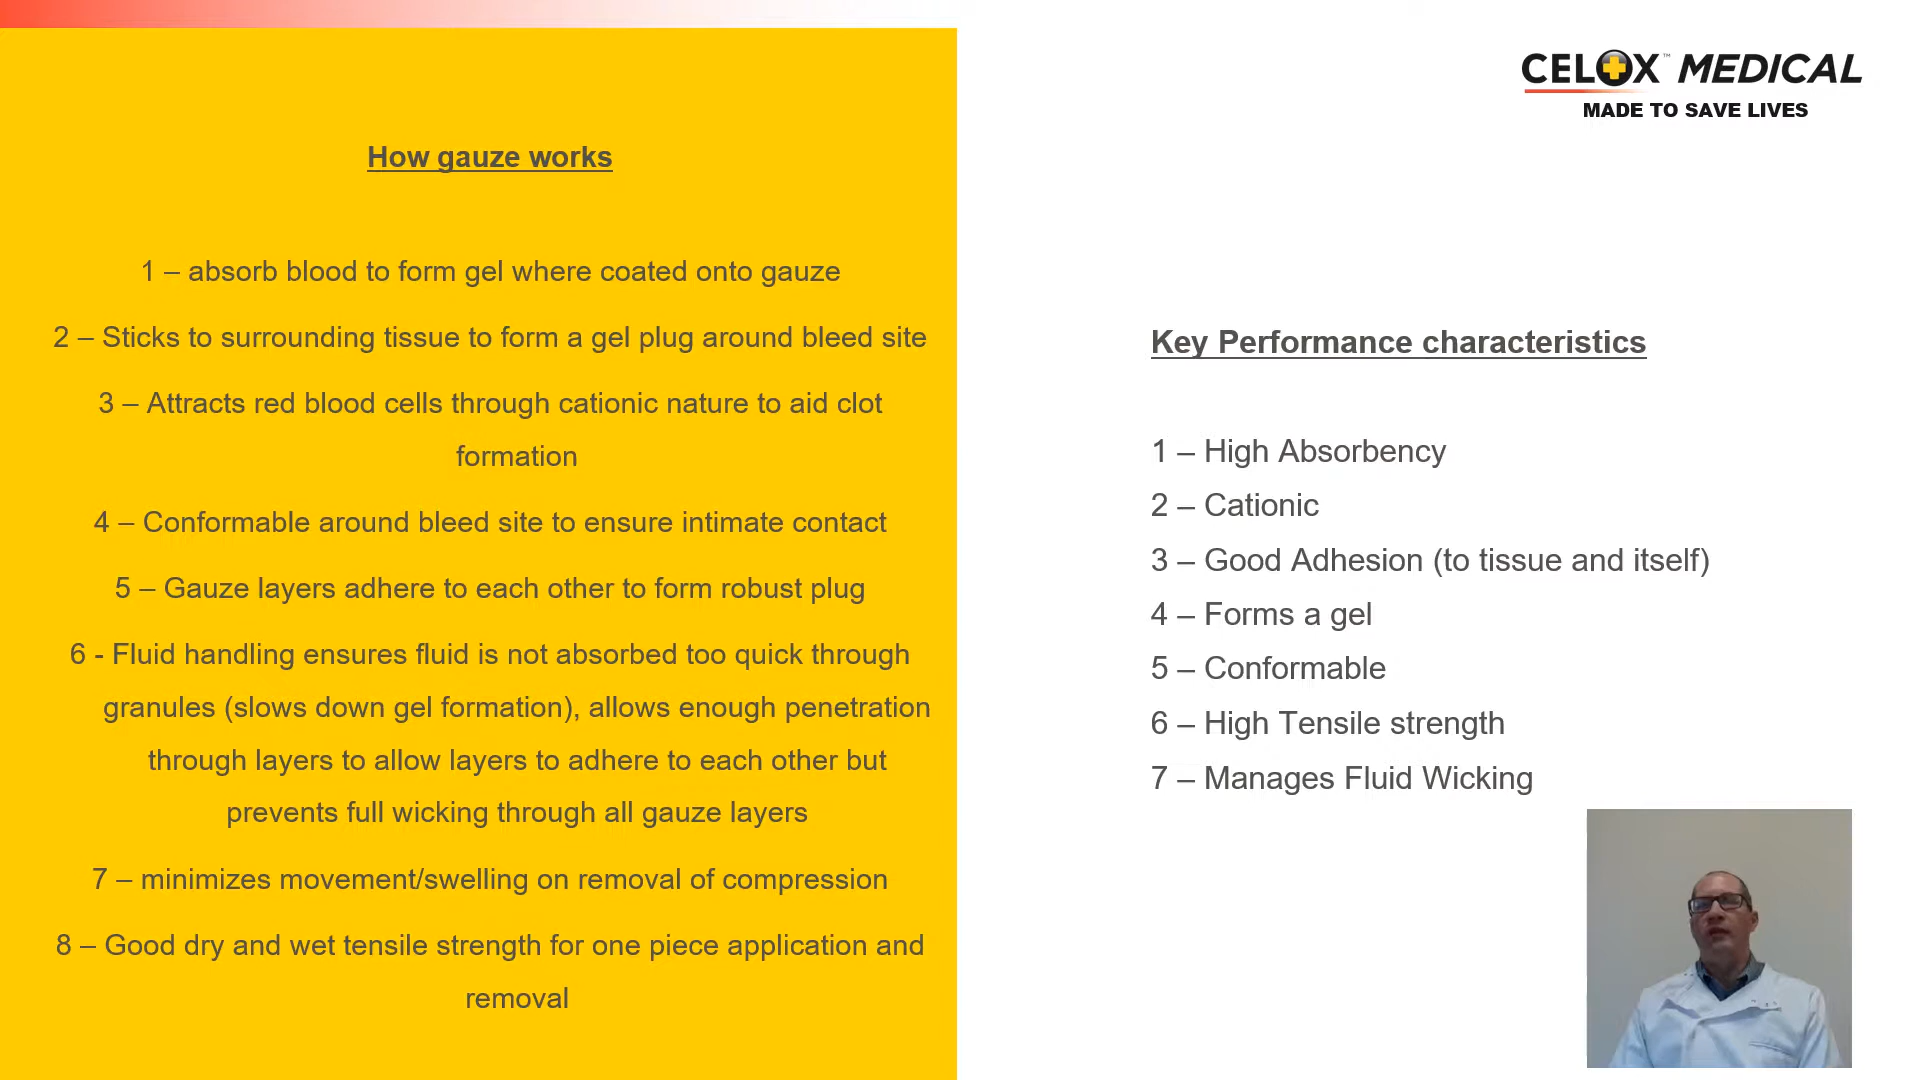 CELOX™ MEDICAL
MADE TO SAVE LIVES
How gauze works
1 – absorb blood to form gel where coated onto gauze
2 – Sticks to surrounding tissue to form a gel plug around bleed site
3 – Attracts red blood cells through cationic nature to aid clot
formation
4 – Conformable around bleed site to ensure intimate contact
5 – Gauze layers adhere to each other to form robust plug
6 - Fluid handling ensures fluid is not absorbed too quick through
granules (slows down gel formation), allows enough penetration
through layers to allow layers to adhere to each other but
prevents full wicking through all gauze layers
7 – minimizes movement/swelling on removal of compression
8 – Good dry and wet tensile strength for one piece application and
removal
Key Performance characteristics
1 – High Absorbency
2 – Cationic
3 – Good Adhesion (to tissue and itself)
4 – Forms a gel
5 – Conformable
6 – High Tensile strength
7 – Manages Fluid Wicking